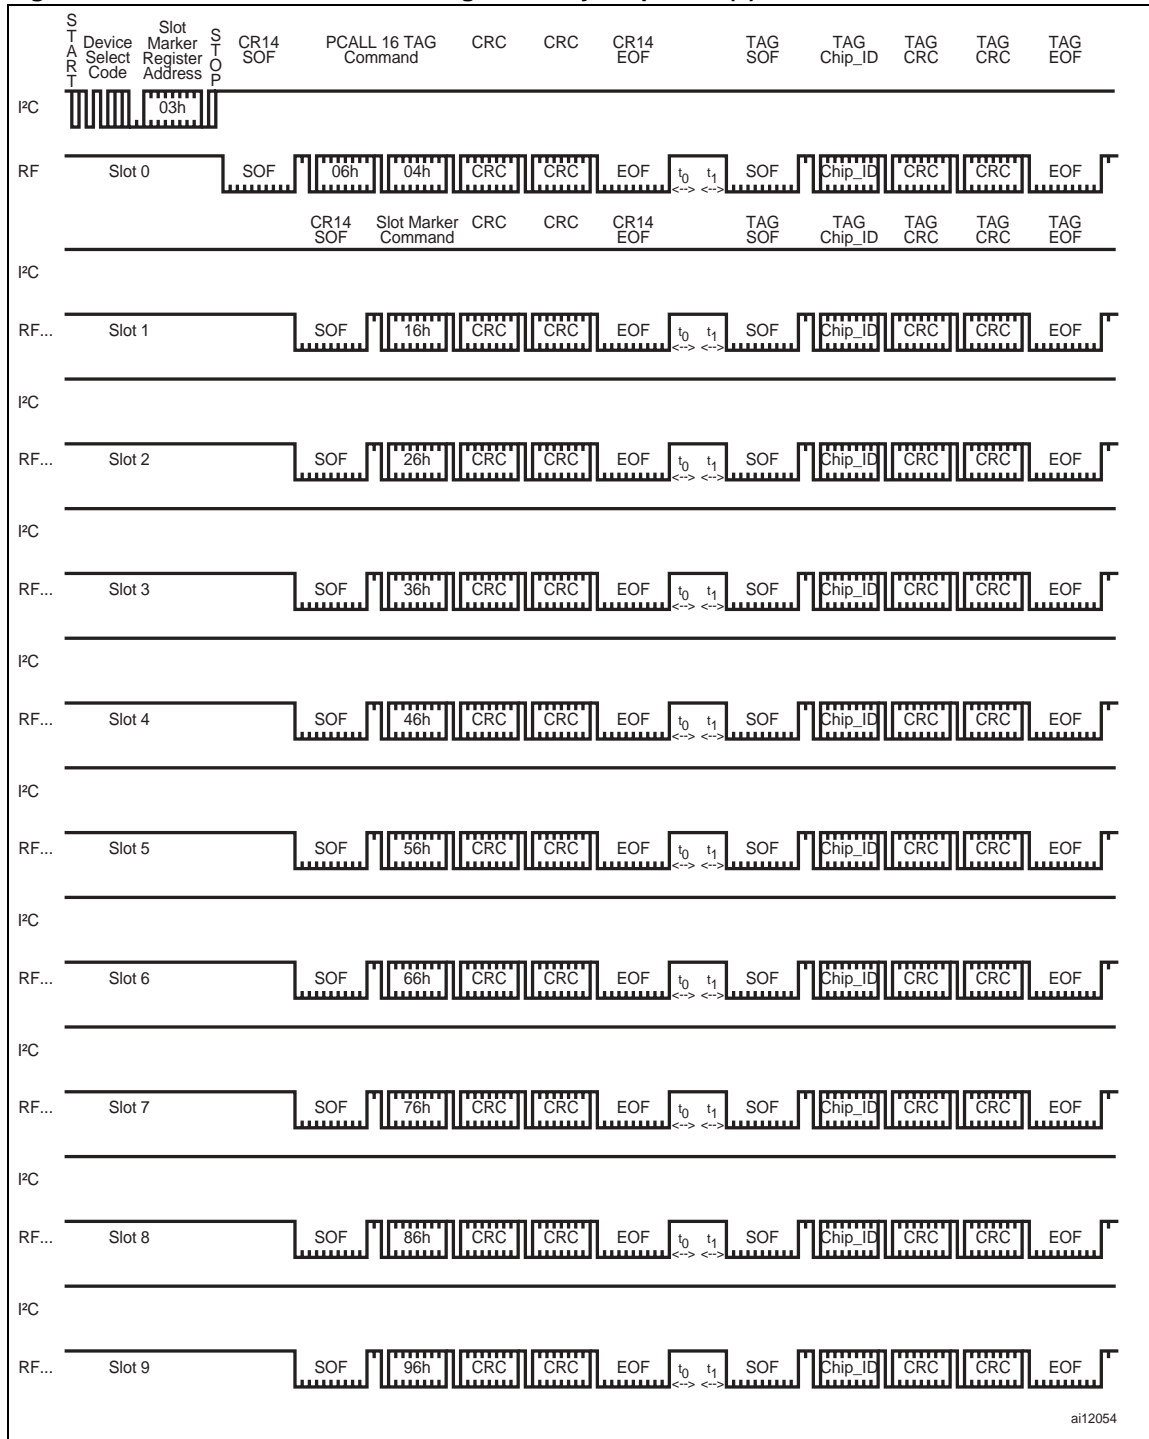 START
Device Select Code
Slot Marker Register Address
STOP
CR14 SOF
PCALL 16 TAG Command
CRC
CRC
CR14 EOF
TAG SOF
TAG Chip_ID
TAG CRC
TAG CRC
TAG EOF
I²C 03h
RF Slot 0 SOF 06h 04h CRC CRC EOF t0 t1 SOF Chip_ID CRC CRC EOF
<--> <-->
CR14 SOF
Slot Marker Command
CRC
CRC
CR14 EOF
TAG SOF
TAG Chip_ID
TAG CRC
TAG CRC
TAG EOF
I²C
RF... Slot 1 SOF 16h CRC CRC EOF t0 t1 SOF Chip_ID CRC CRC EOF
<--> <-->
I²C
RF... Slot 2 SOF 26h CRC CRC EOF t0 t1 SOF Chip_ID CRC CRC EOF
<--> <-->
I²C
RF... Slot 3 SOF 36h CRC CRC EOF t0 t1 SOF Chip_ID CRC CRC EOF
<--> <-->
I²C
RF... Slot 4 SOF 46h CRC CRC EOF t0 t1 SOF Chip_ID CRC CRC EOF
<--> <-->
I²C
RF... Slot 5 SOF 56h CRC CRC EOF t0 t1 SOF Chip_ID CRC CRC EOF
<--> <-->
I²C
RF... Slot 6 SOF 66h CRC CRC EOF t0 t1 SOF Chip_ID CRC CRC EOF
<--> <-->
I²C
RF... Slot 7 SOF 76h CRC CRC EOF t0 t1 SOF Chip_ID CRC CRC EOF
<--> <-->
I²C
RF... Slot 8 SOF 86h CRC CRC EOF t0 t1 SOF Chip_ID CRC CRC EOF
<--> <-->
I²C
RF... Slot 9 SOF 96h CRC CRC EOF t0 t1 SOF Chip_ID CRC CRC EOF
<--> <-->
ai12054